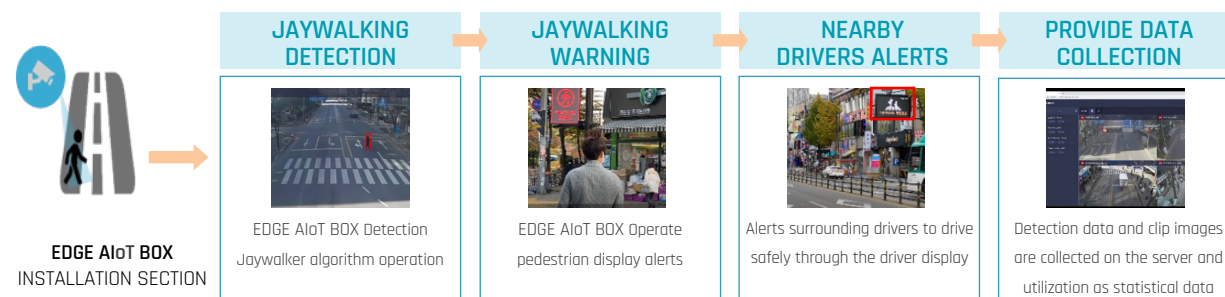 EDGE AIoT BOX
INSTALLATION SECTION
JAYWALKING
DETECTION
EDGE AIoT BOX Detection
Jaywalker algorithm operation
JAYWALKING
WARNING
EDGE AIoT BOX Operate
pedestrian display alerts
NEARBY
DRIVERS ALERTS
Alerts surrounding drivers to drive
safely through the driver display
PROVIDE DATA
COLLECTION
Detection data and clip images
are collected on the server and
utilization as statistical data